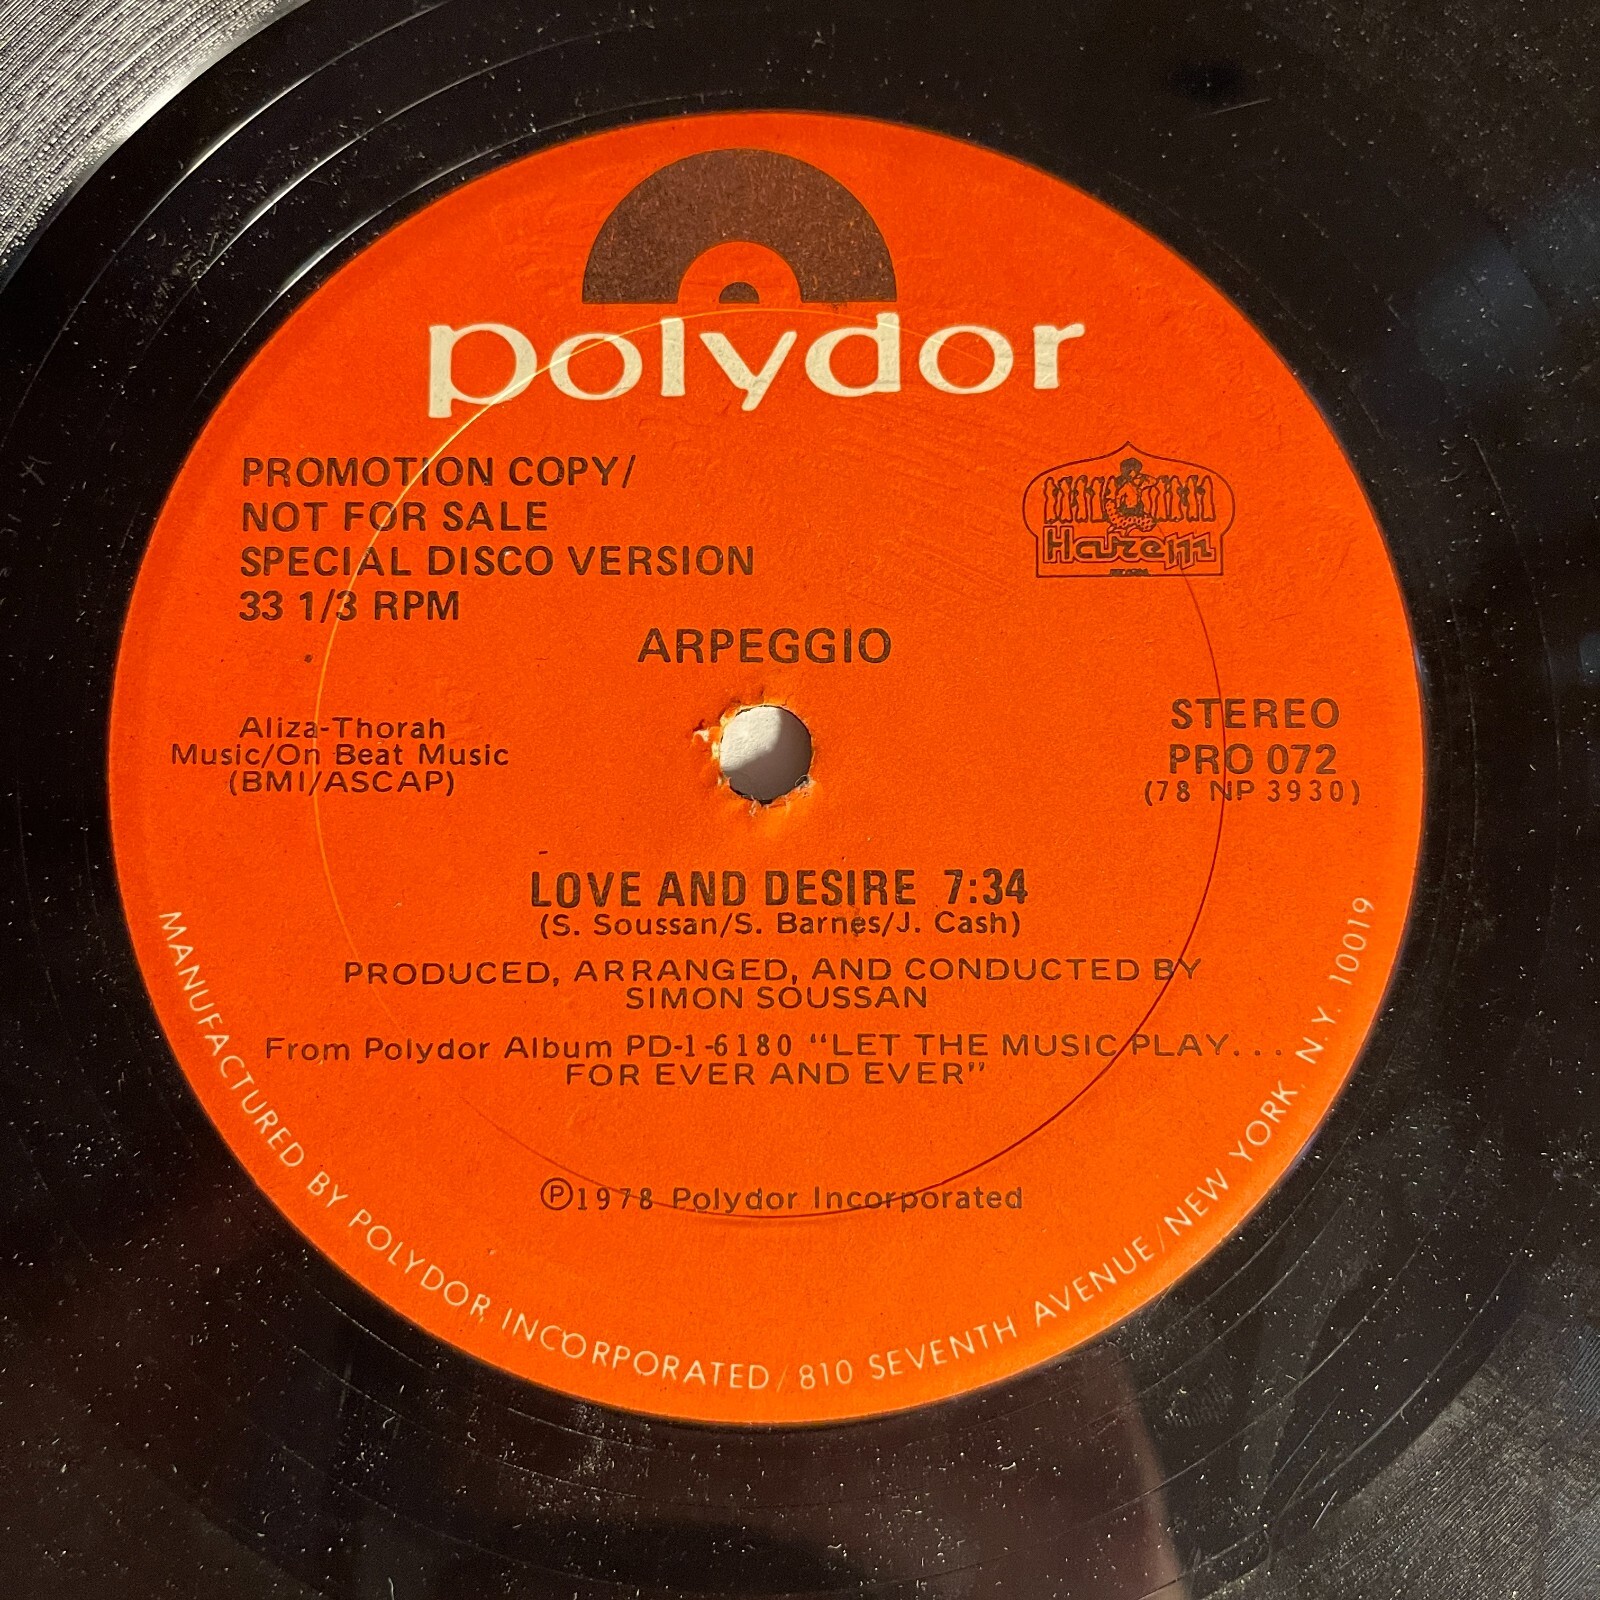 polydor
PROMOTION COPY/
NOT FOR SALE
SPECIAL DISCO VERSION
33 1/3 RPM
Harem
ARPEGGIO
Aliza-Thorah
Music/On Beat Music
(BMI/ASCAP)
STEREO
PRO 072
(78 NP 3930)
LOVE AND DESIRE 7:34
(S. Soussan/S. Barnes/J. Cash)
PRODUCED, ARRANGED, AND CONDUCTED BY
SIMON SOUSSAN
From Polydor Album PD-1-6180 "LET THE MUSIC PLAY...
FOR EVER AND EVER"
Ⓟ1978 Polydor Incorporated
MANUFACTURED BY POLYDOR INCORPORATED/810 SEVENTH AVENUE/NEW YORK, N.Y. 10019